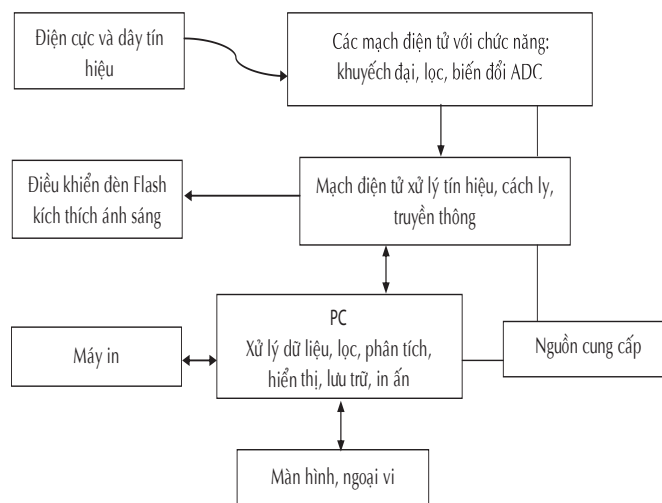 Điện cực và dây tín
hiệu
Các mạch điện tử với chức năng:
khuyếch đại, lọc, biến đổi ADC
Điều khiển đèn Flash
kích thích ánh sáng
Mạch điện tử xử lý tín hiệu, cách ly,
truyền thông
PC
Xử lý dữ liệu, lọc, phân tích,
hiển thị, lưu trữ, in ấn
Máy in
Nguồn cung cấp
Màn hình, ngoại vi